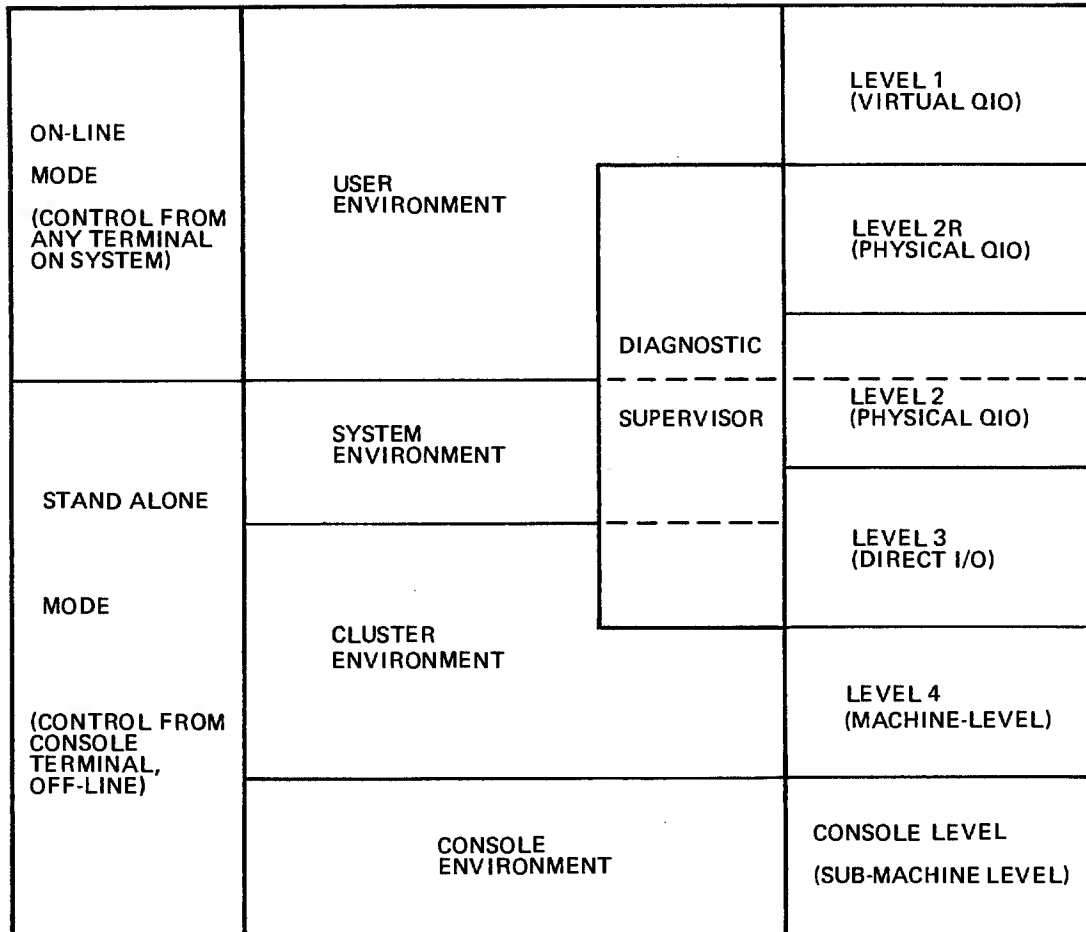 ON-LINE
MODE
(CONTROL FROM
ANY TERMINAL
ON SYSTEM)
STAND ALONE
MODE
(CONTROL FROM
CONSOLE
TERMINAL,
OFF-LINE)
USER
ENVIRONMENT
SYSTEM
ENVIRONMENT
CLUSTER
ENVIRONMENT
CONSOLE
ENVIRONMENT
DIAGNOSTIC
SUPERVISOR
LEVEL 1
(VIRTUAL QIO)
LEVEL 2R
(PHYSICAL QIO)
LEVEL 2
(PHYSICAL QIO)
LEVEL 3
(DIRECT I/O)
LEVEL 4
(MACHINE-LEVEL)
CONSOLE LEVEL
(SUB-MACHINE LEVEL)